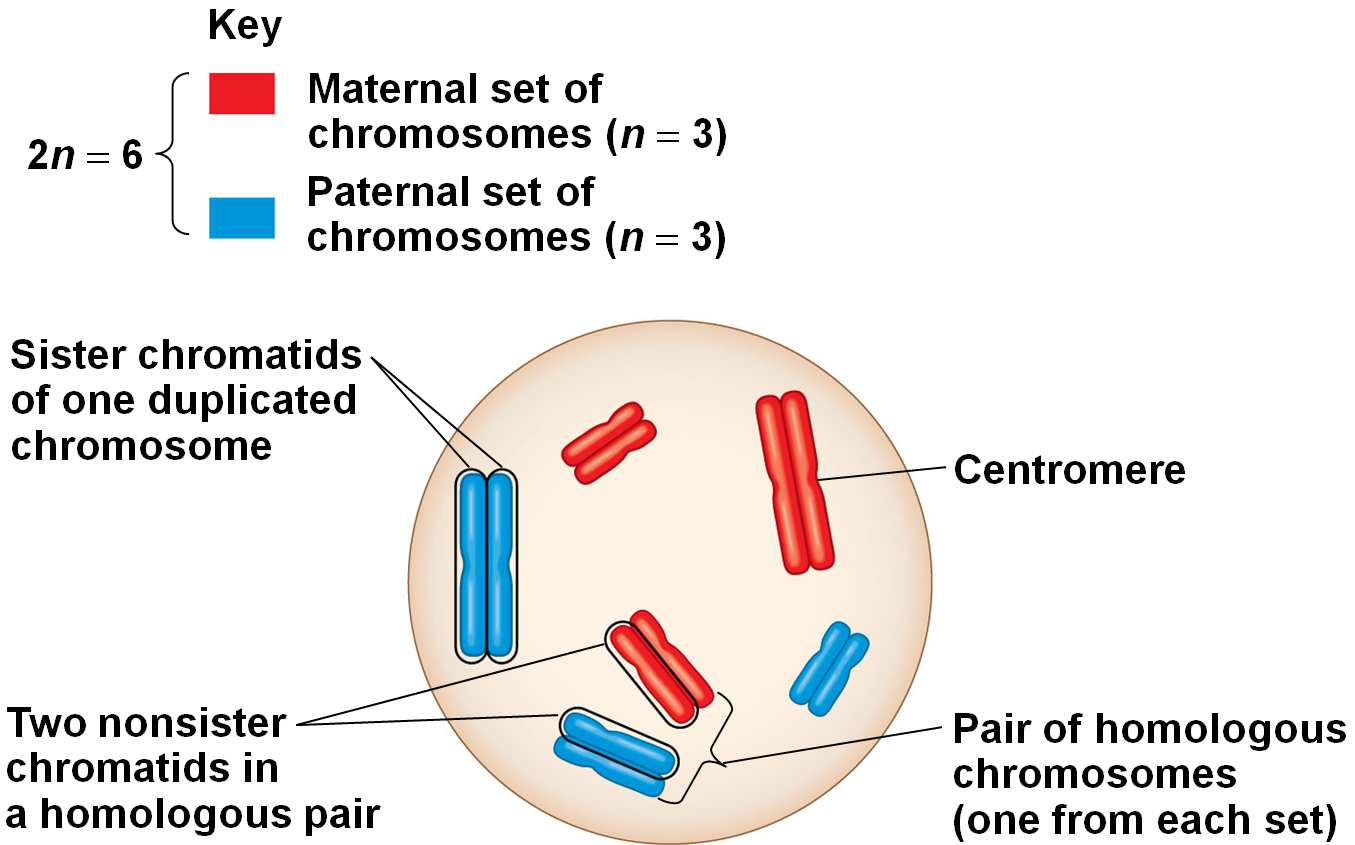 Key
2n = 6
Maternal set of
chromosomes (n = 3)
Paternal set of
chromosomes (n = 3)
Sister chromatids
of one duplicated
chromosome
Centromere
Two nonsister
chromatids in
a homologous pair
Pair of homologous
chromosomes
(one from each set)